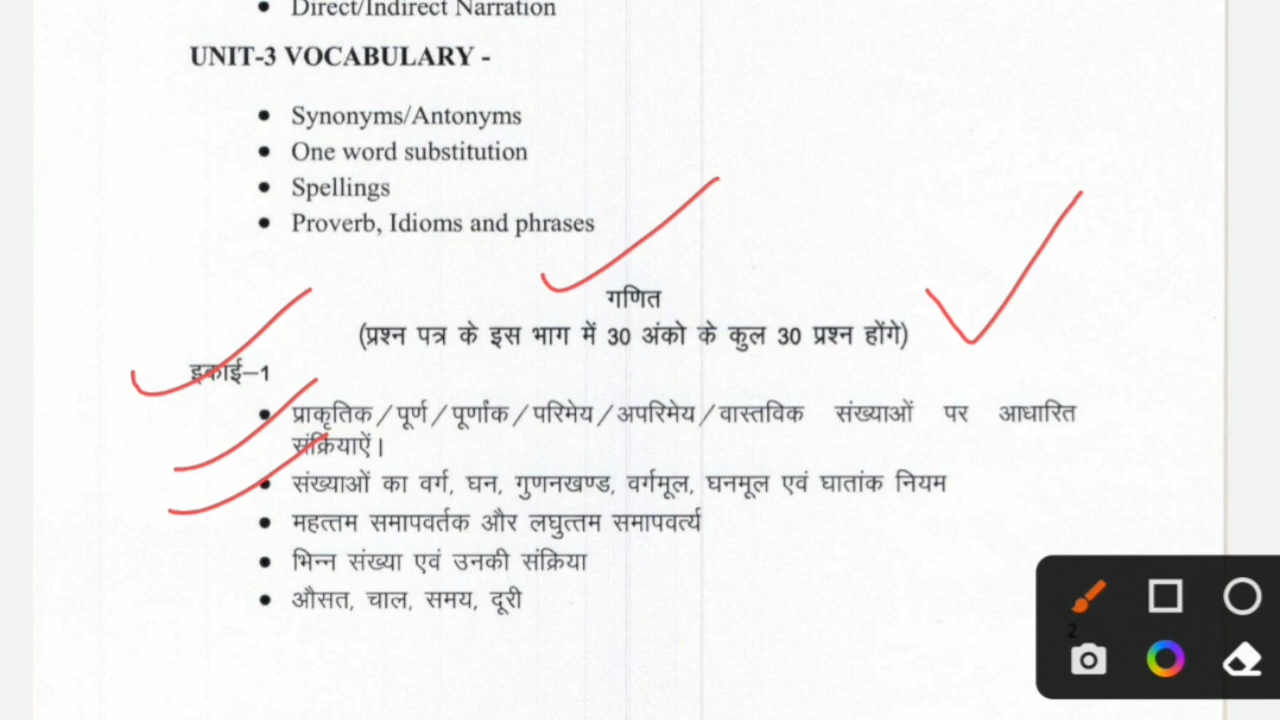 Direct/Indirect Narration
UNIT-3 VOCABULARY -
Synonyms/Antonyms
One word substitution
Spellings
Proverb, Idioms and phrases
गणित
(प्रश्न पत्र के इस भाग में 30 अंको के कुल 30 प्रश्न होंगे)
इकाई–1
प्राकृतिक/पूर्ण/पूर्णांक/परिमेय/अपरिमेय/वास्तविक संख्याओं पर आधारित
संक्रियाऐं।
संख्याओं का वर्ग, घन, गुणनखण्ड, वर्गमूल, घनमूल एवं घातांक नियम
महत्तम समापवर्तक और लघुत्तम समापवर्त्य
भिन्न संख्या एवं उनकी संक्रिया
औसत, चाल, समय, दूरी
2